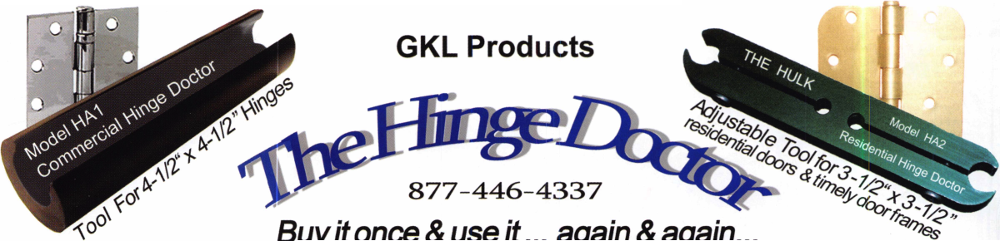 GKL Products
The Hinge Doctor
877-446-4337
Buy it once & use it ... again & again...
Model HA1
Commercial Hinge Doctor
Tool For 4-1/2" x 4-1/2" Hinges
THE HULK
Model HA2
Residential Hinge Doctor
Adjustable Tool for 3-1/2" x 3-1/2"
residential doors & timely door frames